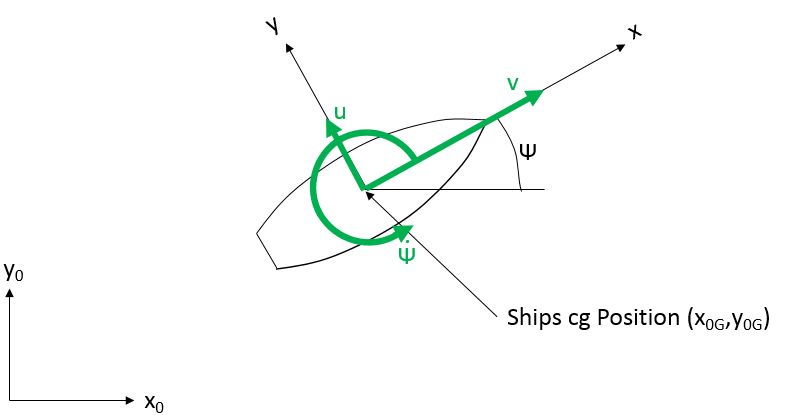 y
x
v
u
Ψ
Ψ̇
Ships cg Position (x₀G,y₀G)
y₀
x₀